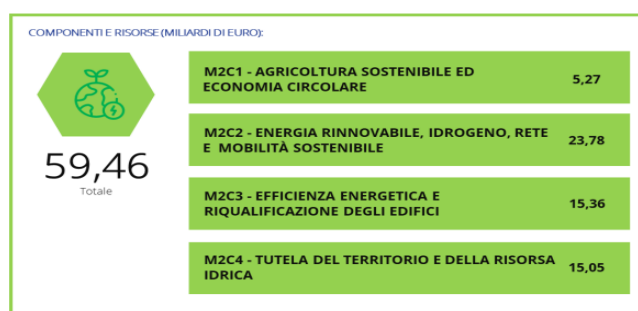 COMPONENTI E RISORSE (MILIARDI DI EURO):
59,46
Totale
M2C1 - AGRICOLTURA SOSTENIBILE ED
ECONOMIA CIRCOLARE
5,27
M2C2 - ENERGIA RINNOVABILE, IDROGENO, RETE
E MOBILITÀ SOSTENIBILE
23,78
M2C3 - EFFICIENZA ENERGETICA E
RIQUALIFICAZIONE DEGLI EDIFICI
15,36
M2C4 - TUTELA DEL TERRITORIO E DELLA RISORSA
IDRICA
15,05